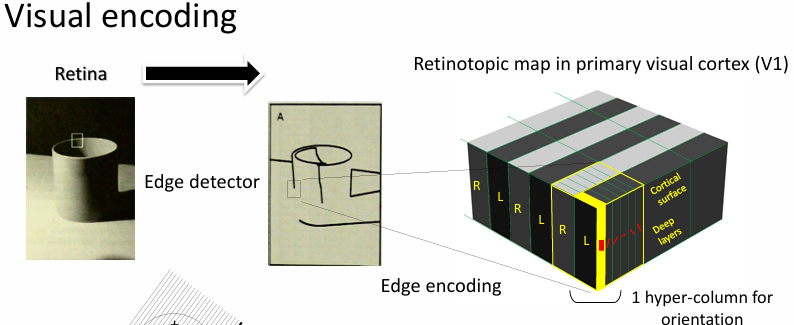 Visual encoding
Retina
Retinotopic map in primary visual cortex (V1)
A
Edge detector
R
L
R
L
R
L
Cortical
surface
Deep
layers
Edge encoding
1 hyper-column for
orientation